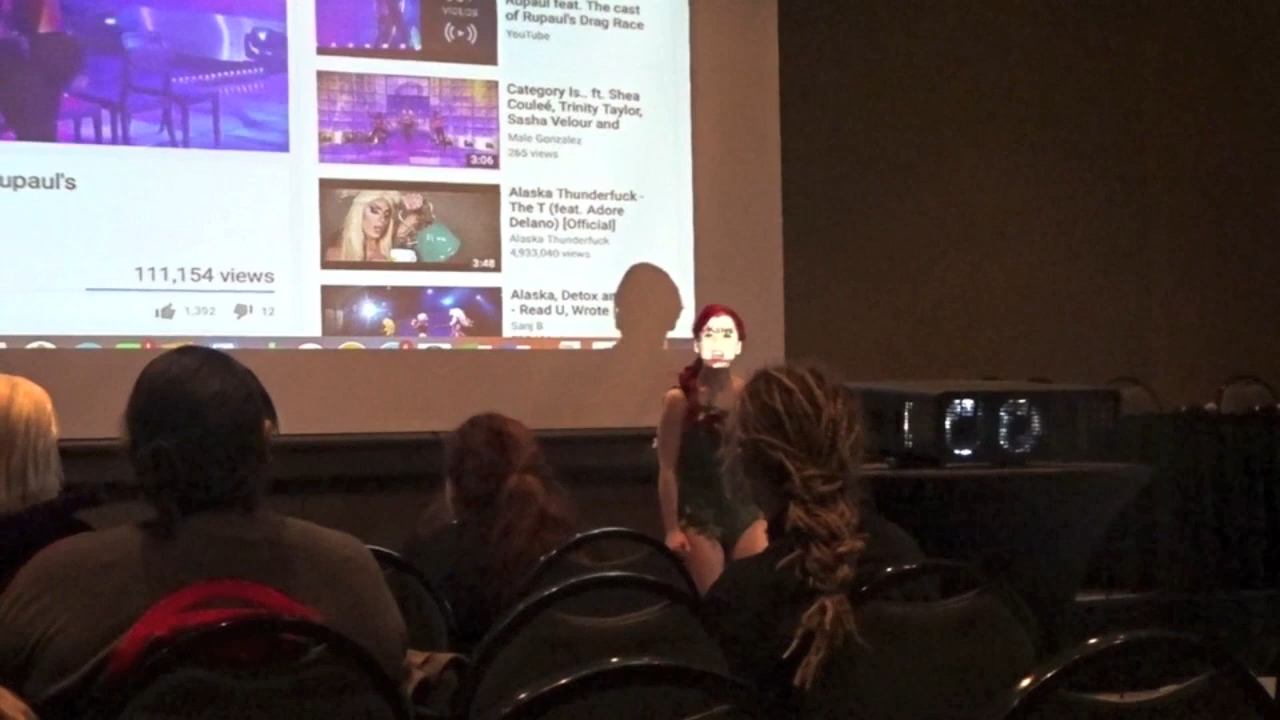 Rupaul feat. The cast
of Rupaul's Drag Race
YouTube
VIDEOS
Category Is.. ft. Shea
Couleé, Trinity Taylor,
Sasha Velour and
Male Gonzalez
265 views
3:06
Alaska Thunderfuck -
The T (feat. Adore
Delano) [Official]
Alaska Thunderfuck
4,933,040 views
3:48
Alaska, Detox
- Read U, Wrote
Sanj B
upaul's
111,154 views
1,392
12